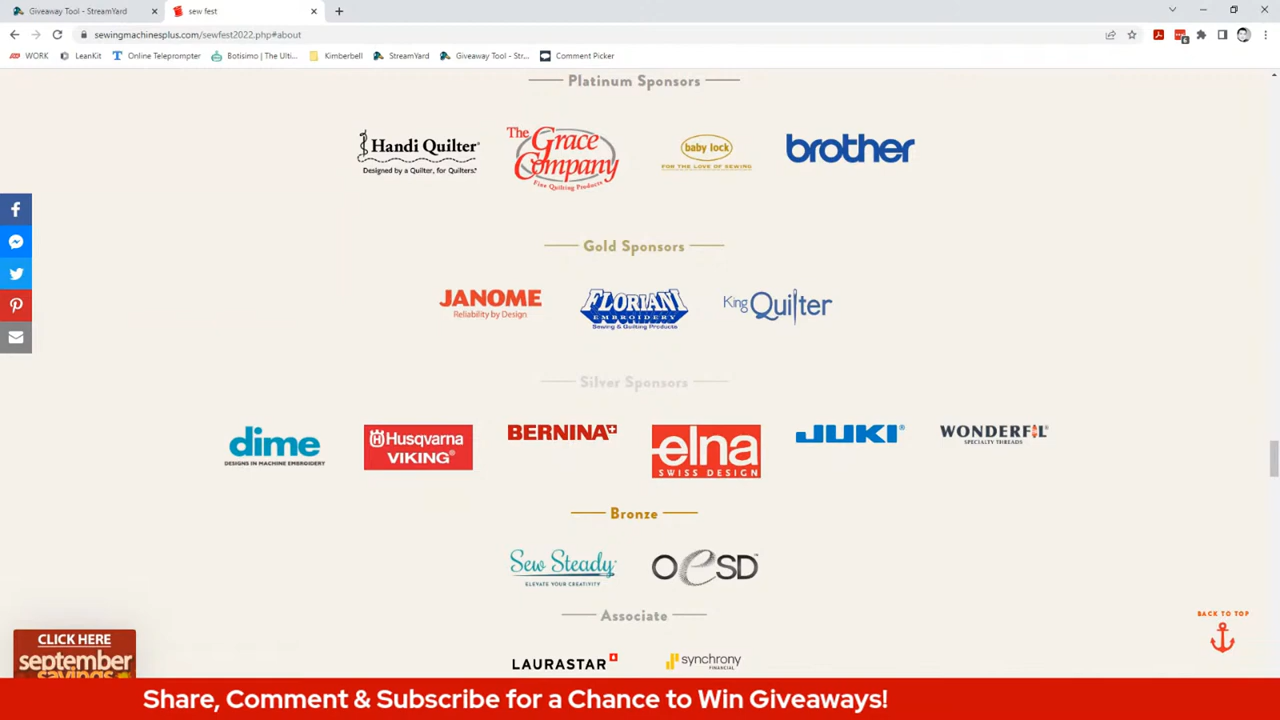 Giveaway Tool - StreamYard
sew fest
sewingmachinesplus.com/sewfest2022.php#about
WORK
LeanKit
Online Teleprompter
Botisimo | The Ulti...
Kimberbell
StreamYard
Giveaway Tool - Str...
Comment Picker
Platinum Sponsors
Handi Quilter®
Designed by a Quilter, for Quilters.®
The Grace Company
Fine Quilting Products
baby lock
FOR THE LOVE OF SEWING
brother
Gold Sponsors
JANOME
Reliability by Design
FLORIANI
EMBROIDERY
Sewing & Quilting Products
King Quilter
Silver Sponsors
dime
DESIGNS IN MACHINE EMBROIDERY
Husqvarna
VIKING®
BERNINA
elna
SWISS DESIGN
JUKI®
WONDERFIL
SPECIALTY THREADS
Bronze
Sew Steady
ELEVATE YOUR CREATIVITY
OESD™
Associate
LAURASTAR
synchrony
FINANCIAL
BACK TO TOP
CLICK HERE
september
savings
Share, Comment & Subscribe for a Chance to Win Giveaways!